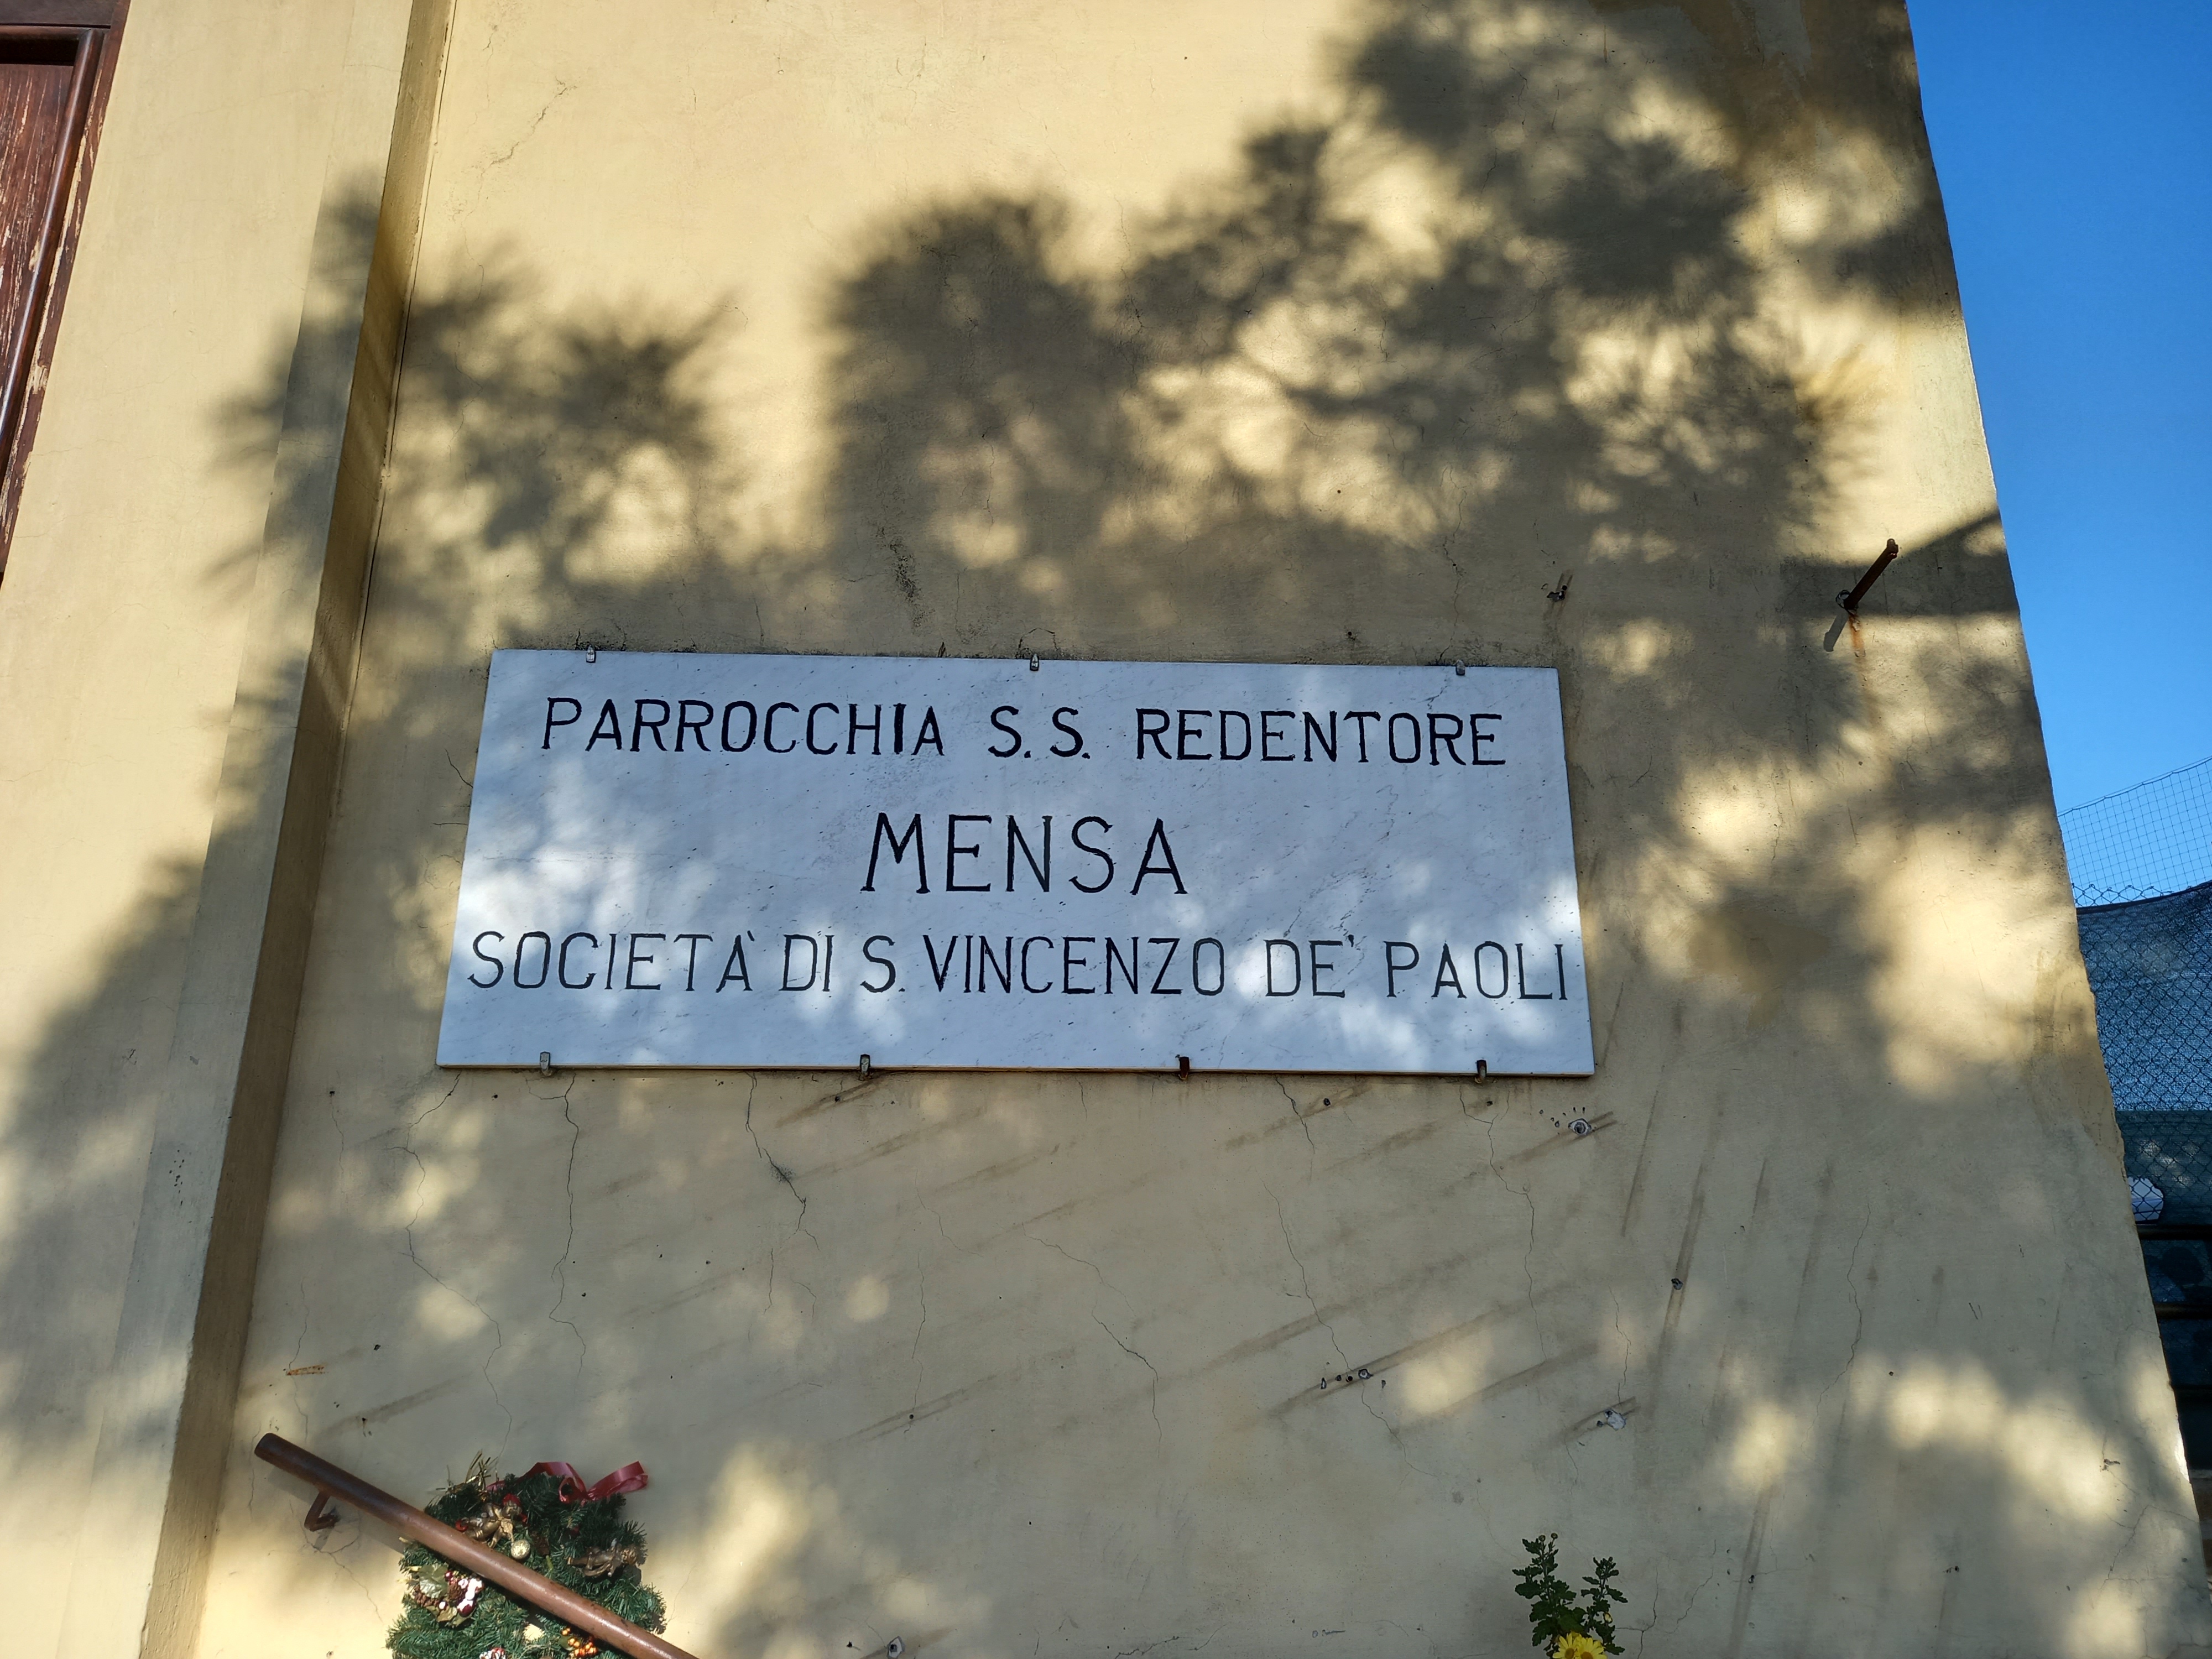 PARROCCHIA S.S. REDENTORE
MENSA
SOCIETÀ DI S. VINCENZO DE' PAOLI